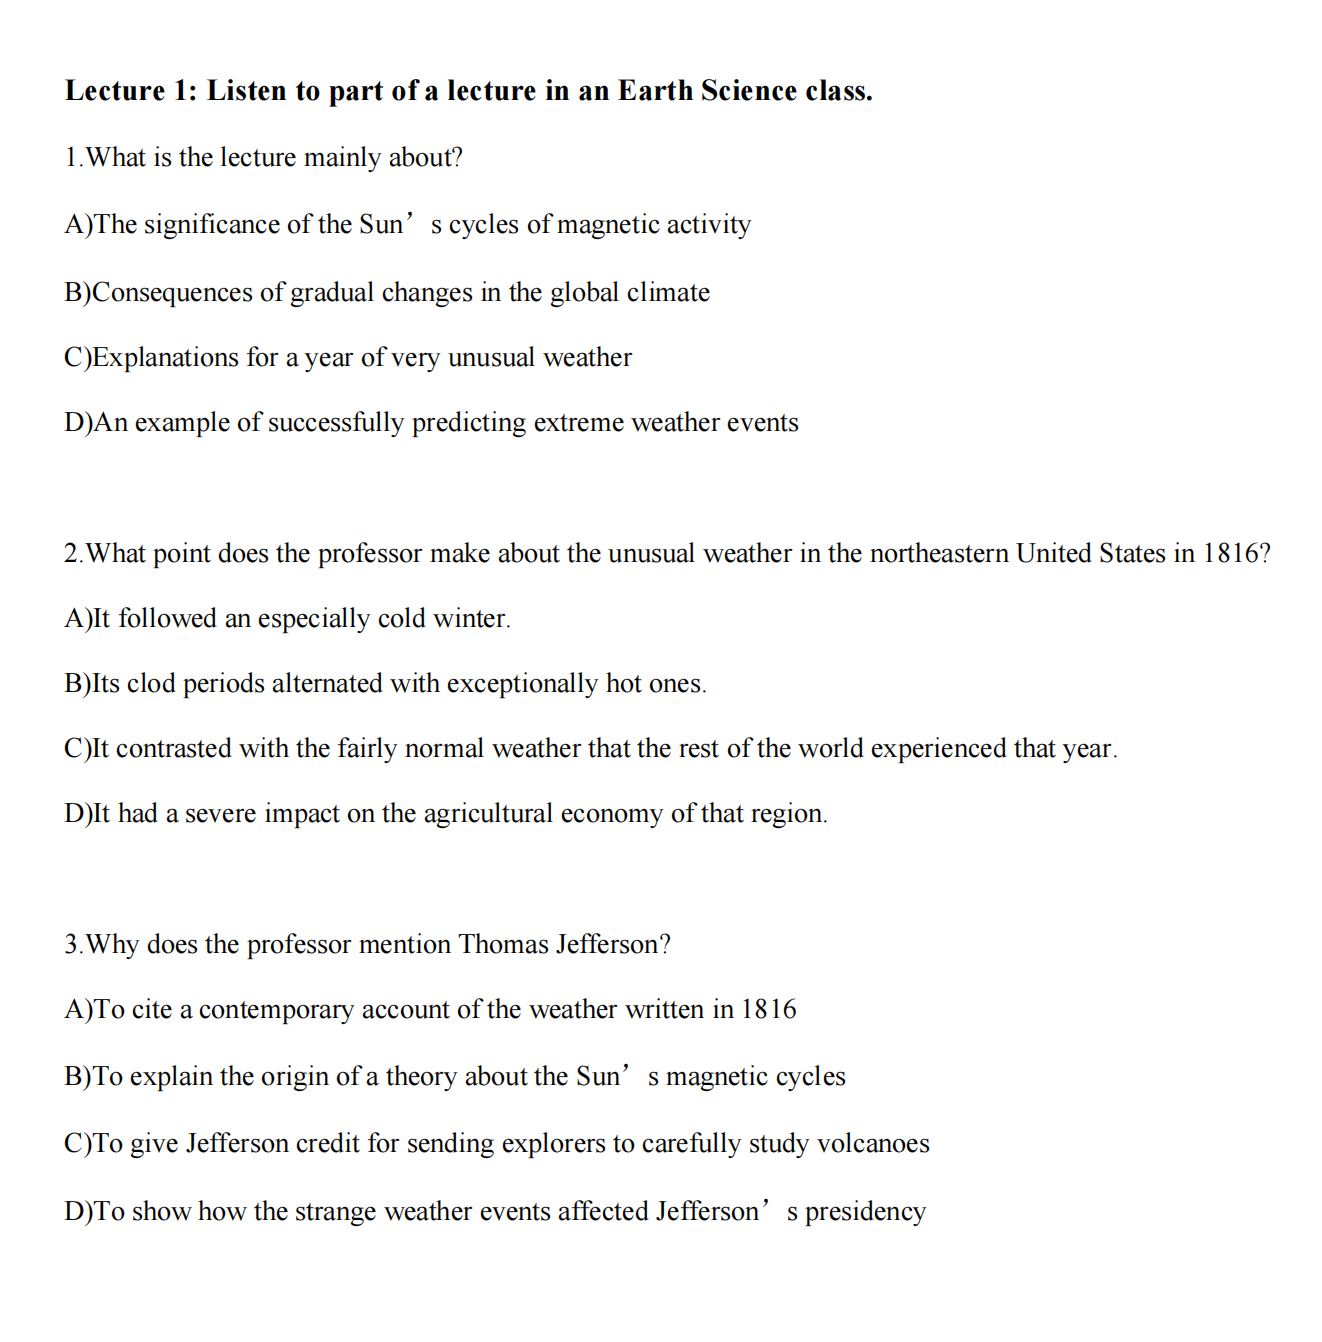 Lecture 1: Listen to part of a lecture in an Earth Science class.
1.What is the lecture mainly about?
A)The significance of the Sun’s cycles of magnetic activity
B)Consequences of gradual changes in the global climate
C)Explanations for a year of very unusual weather
D)An example of successfully predicting extreme weather events
2.What point does the professor make about the unusual weather in the northeastern United States in 1816?
A)It followed an especially cold winter.
B)Its clod periods alternated with exceptionally hot ones.
C)It contrasted with the fairly normal weather that the rest of the world experienced that year.
D)It had a severe impact on the agricultural economy of that region.
3.Why does the professor mention Thomas Jefferson?
A)To cite a contemporary account of the weather written in 1816
B)To explain the origin of a theory about the Sun’s magnetic cycles
C)To give Jefferson credit for sending explorers to carefully study volcanoes
D)To show how the strange weather events affected Jefferson’s presidency